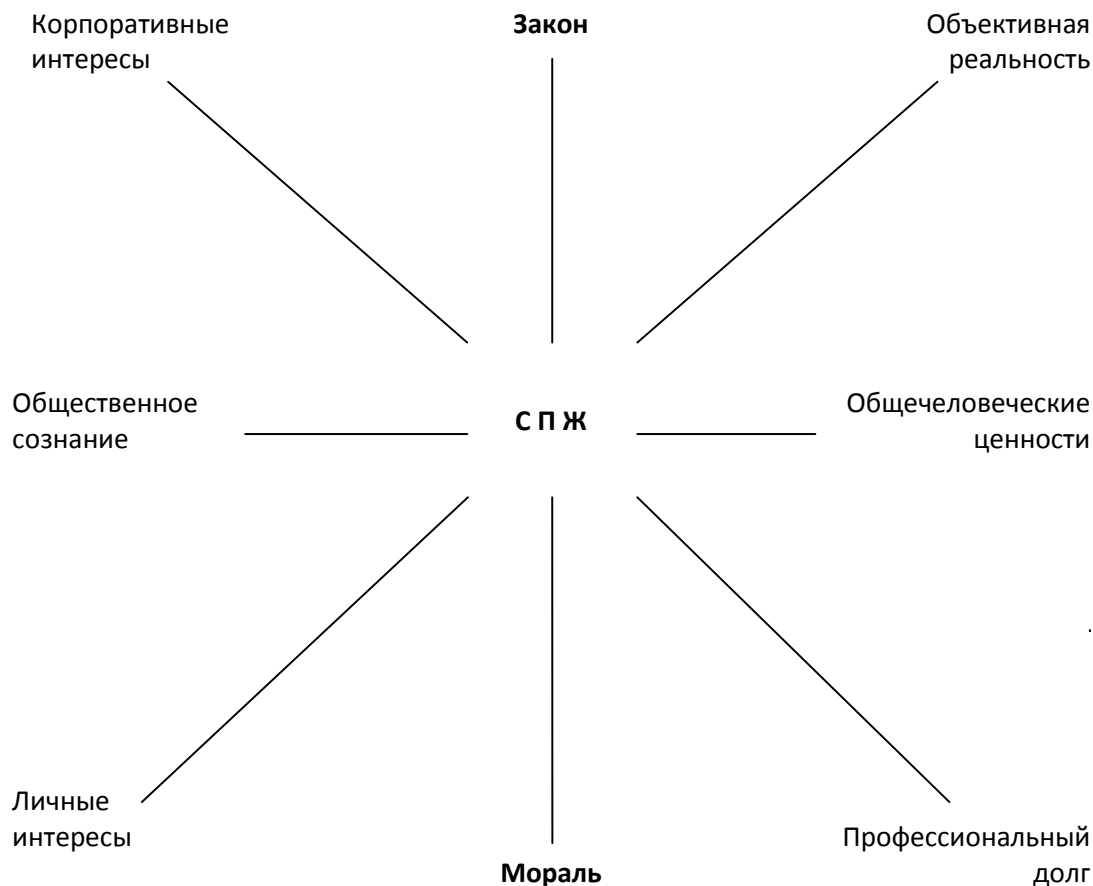 Корпоративные
интересы
Закон
Объективная
реальность
Общественное
сознание
С П Ж
Общечеловеческие
ценности
Личные
интересы
Мораль
Профессиональный
долг